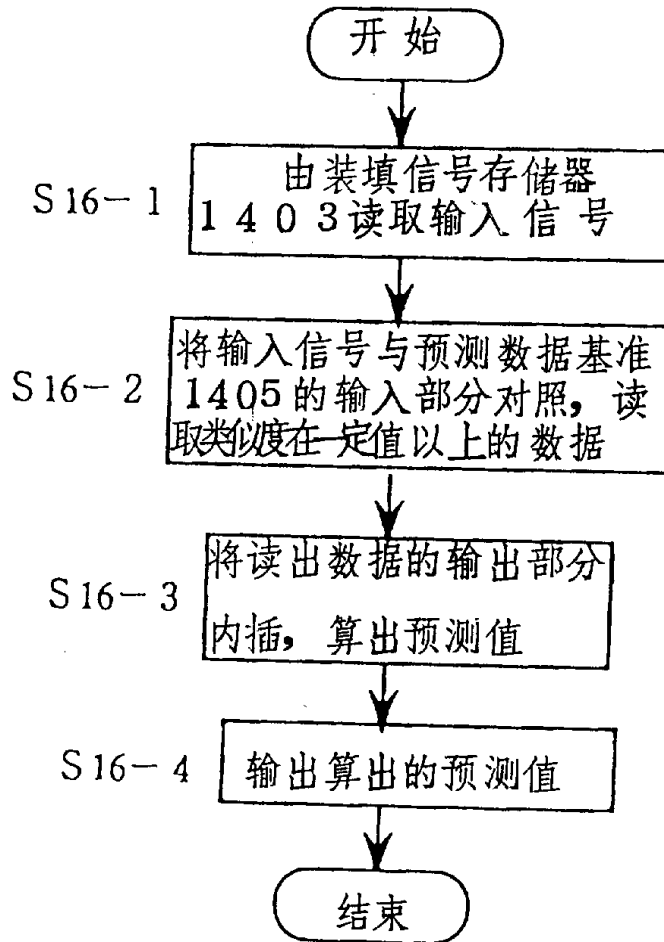 开始
S16-1
由装填信号存储器
1403读取输入信号
S16-2
将输入信号与预测数据基准
1405的输入部分对照，读
取类似度在一定值以上的数据
S16-3
将读出数据的输出部分
内插，算出预测值
S16-4
输出算出的预测值
结束